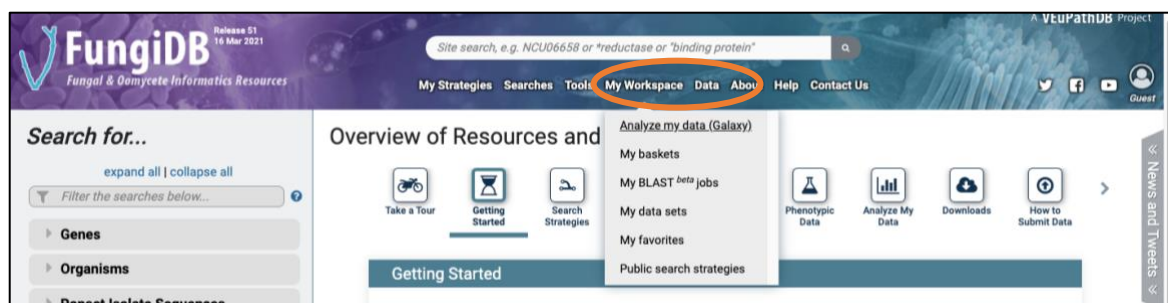 A VEuPathDB Project
FungiDB
Release 51
16 Mar 2021
Fungal & Oomycete Informatics Resources
Site search, e.g. NCU06658 or *reductase or "binding protein"
My Strategies Searches Tools My Workspace Data About Help Contact Us
Guest
Search for...
expand all | collapse all
Filter the searches below...
Genes
Organisms
Popset Isolate Sequences
Overview of Resources and
Analyze my data (Galaxy)
My baskets
My BLAST beta jobs
My data sets
My favorites
Public search strategies
Take a Tour
Getting Started
Search Strategies
Phenotypic Data
Analyze My Data
Downloads
How to Submit Data
Getting Started
News and Tweets